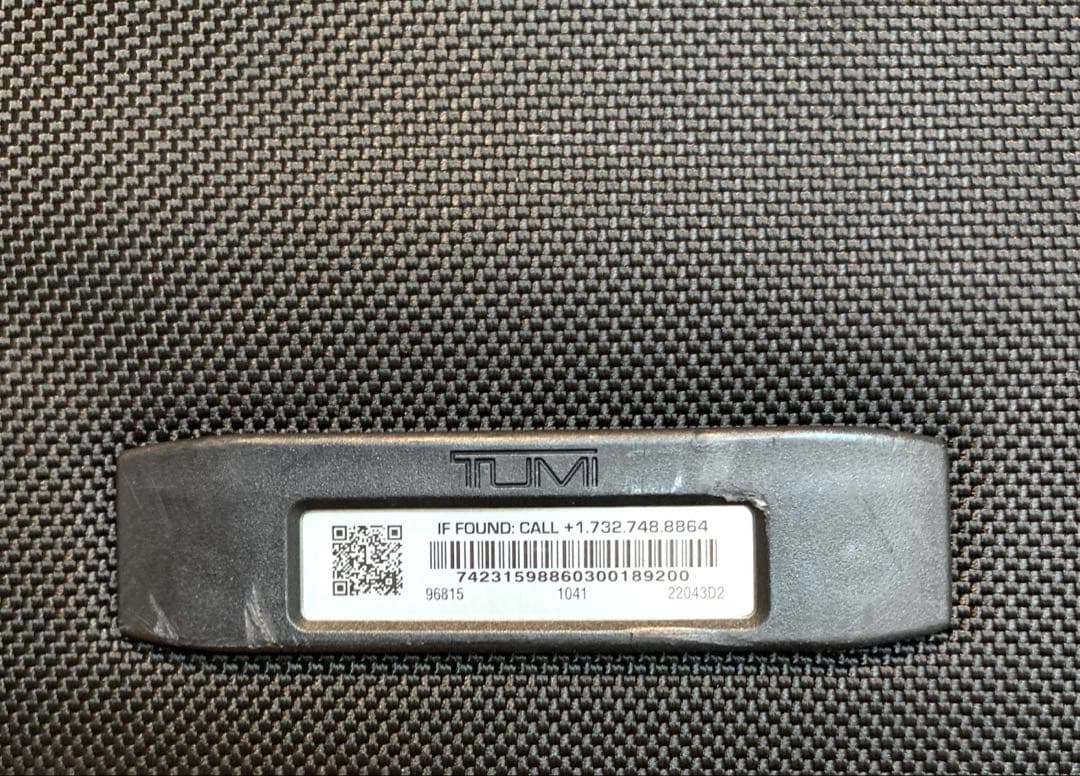 TUMI
IF FOUND: CALL +1.732.748.8864
74231598860300189200
96815 1041 22043D2